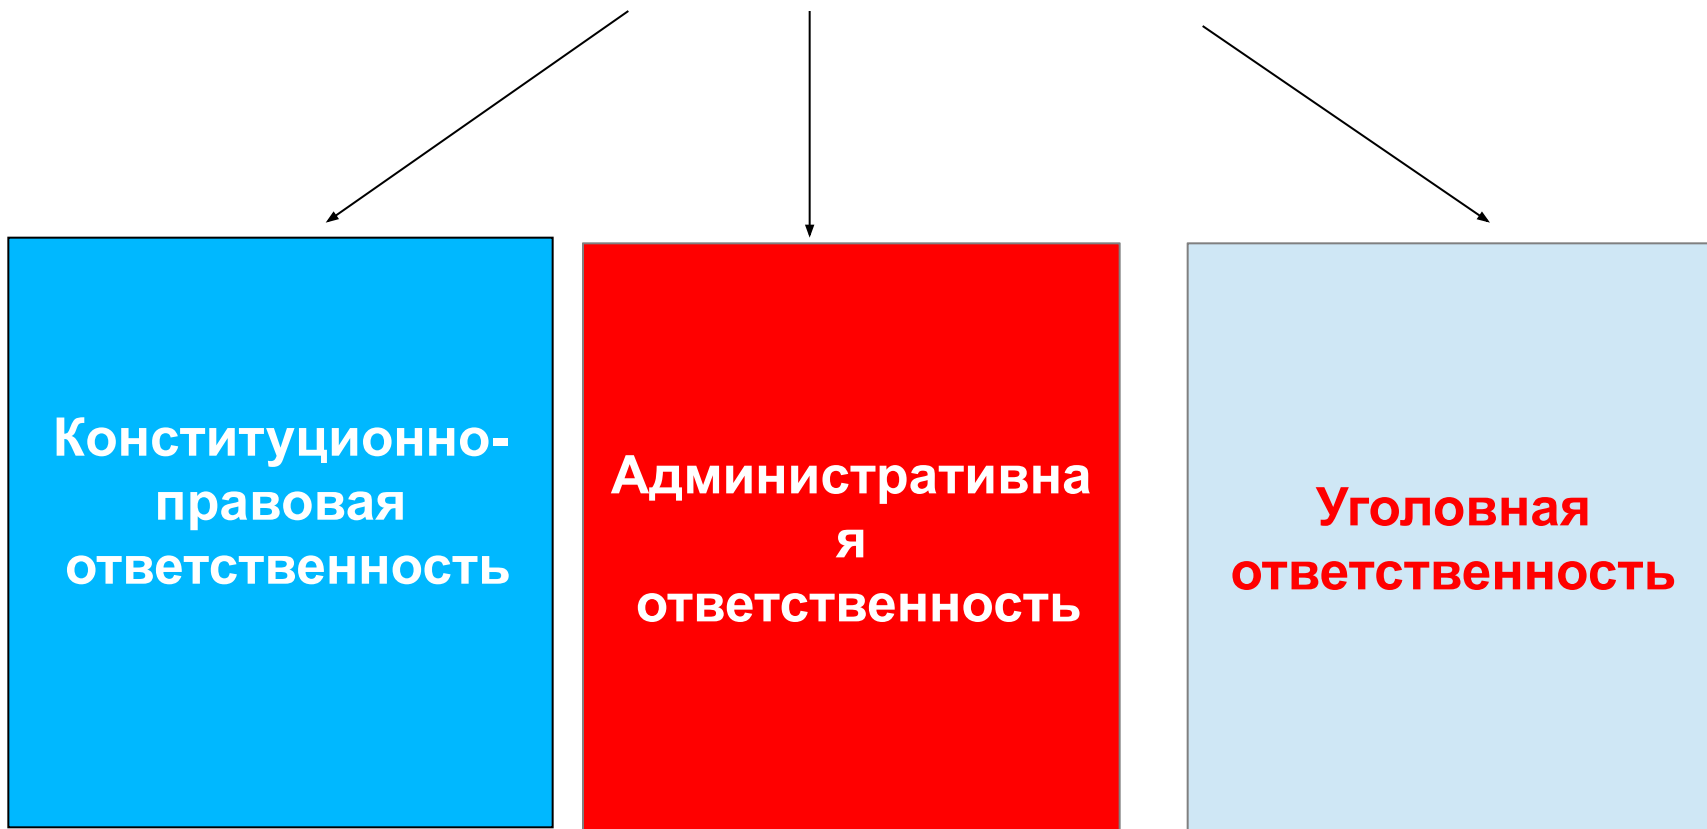 Конституционно-
правовая
ответственность
Административна
я
ответственность
Уголовная
ответственность